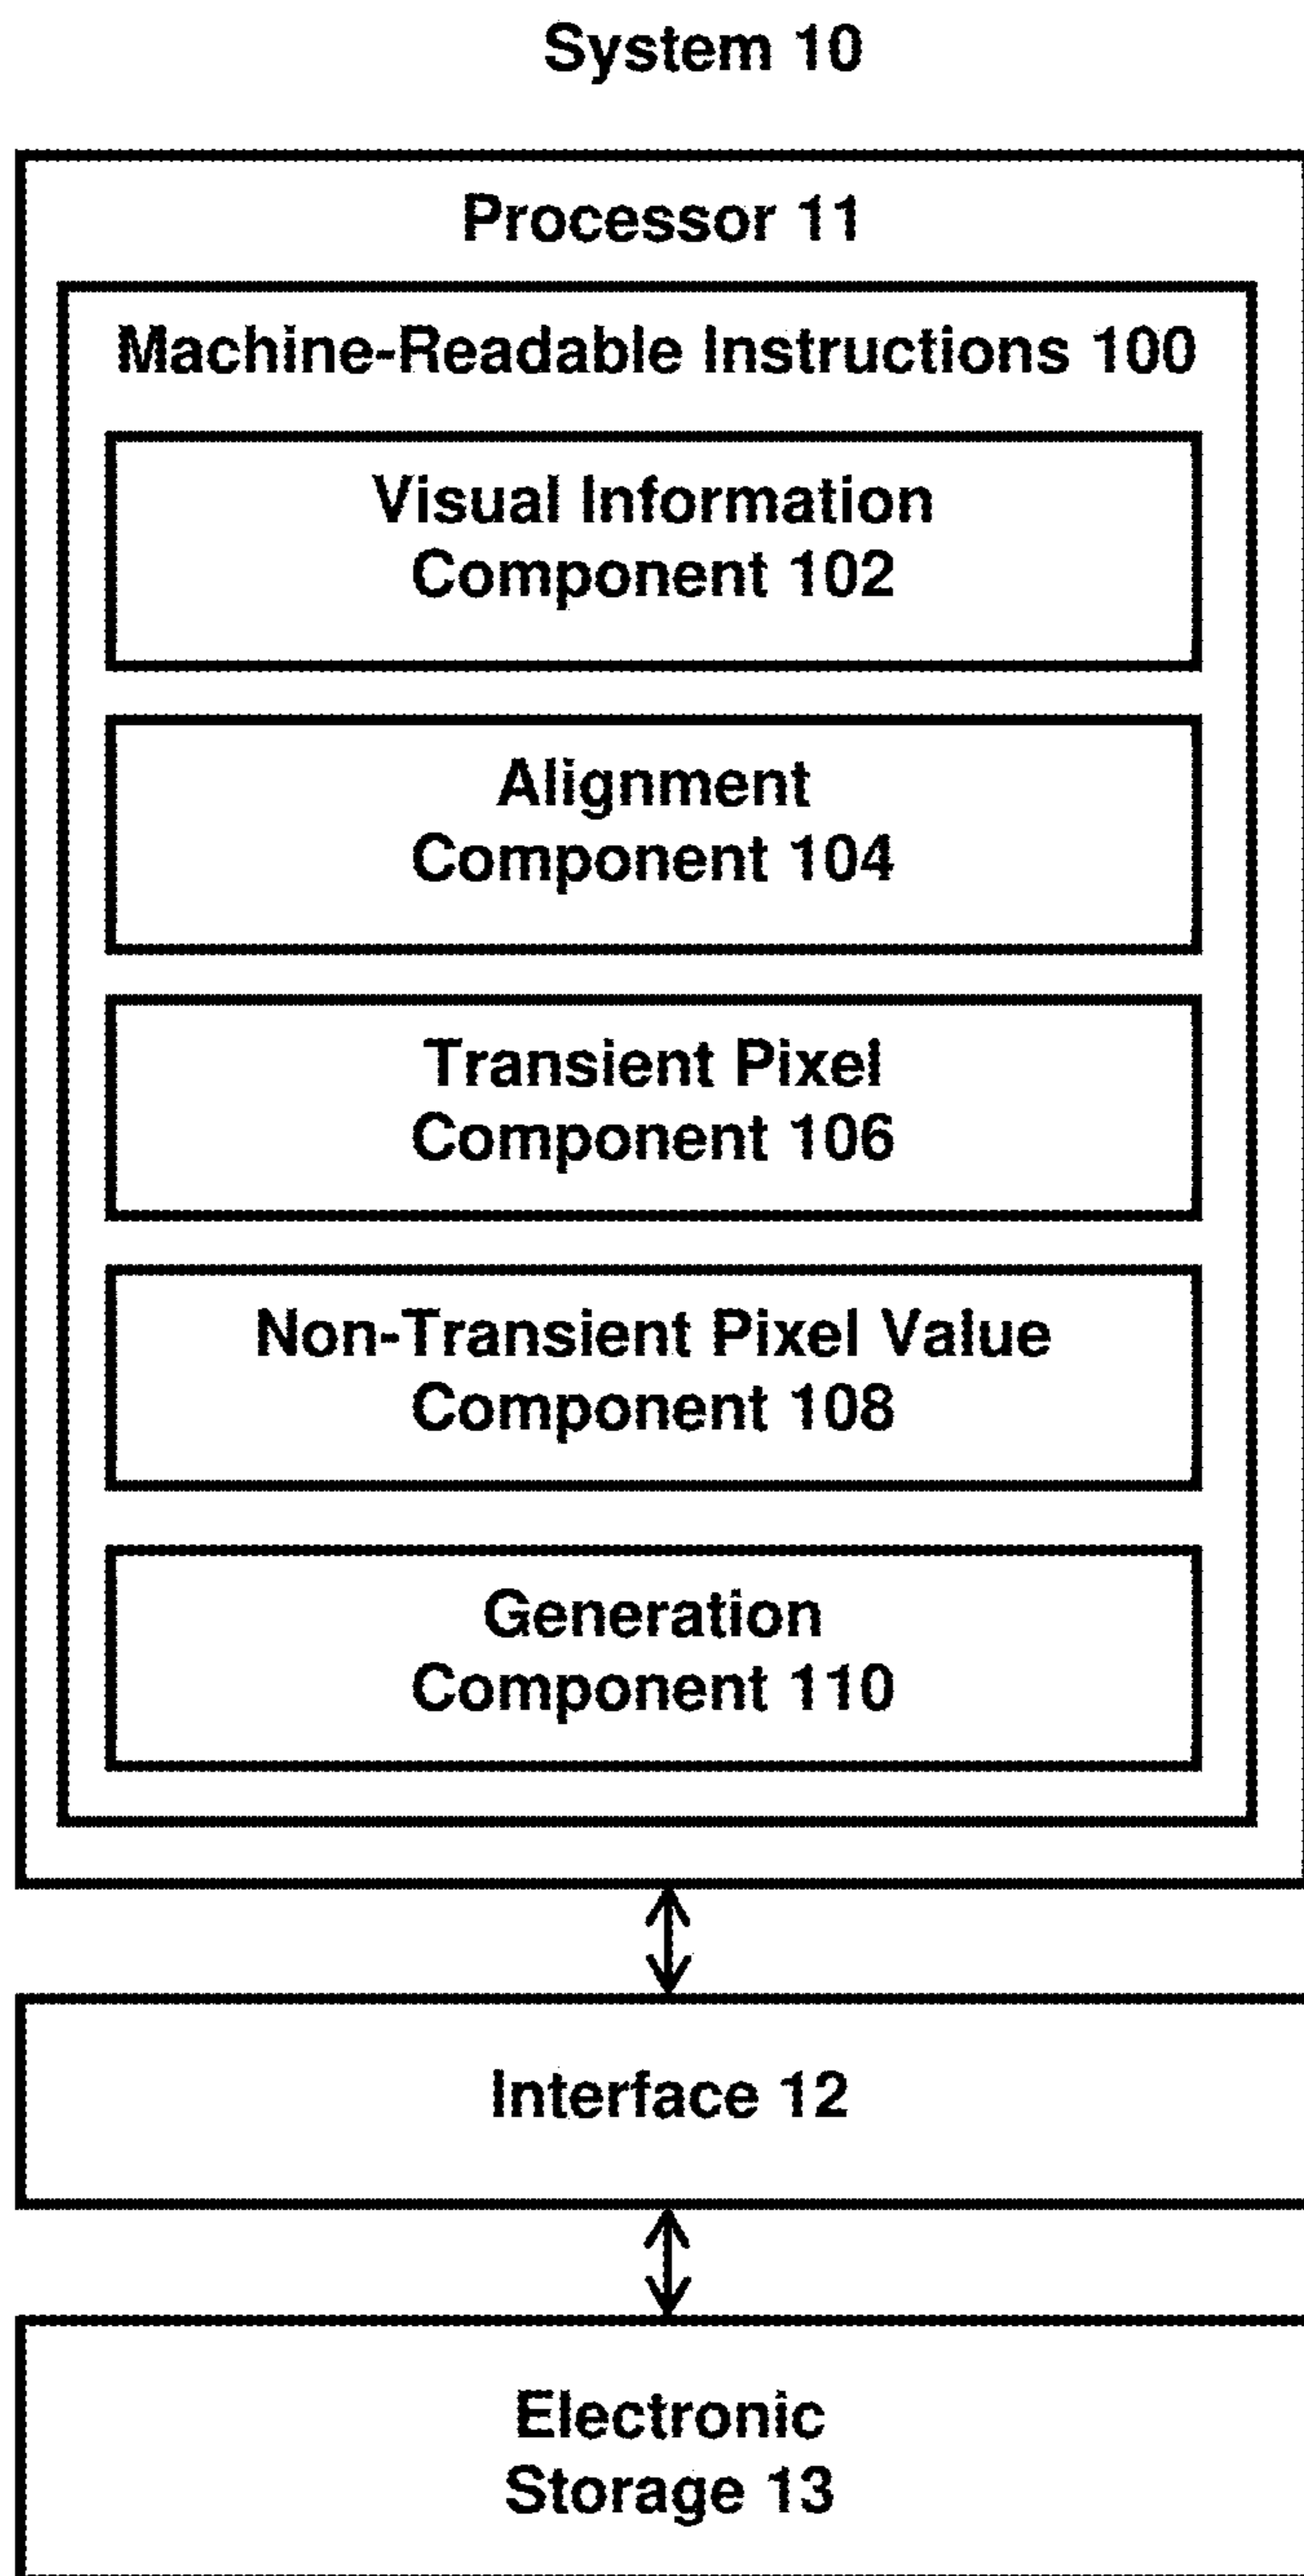 System 10
Processor 11
Machine-Readable Instructions 100
Visual Information
Component 102
Alignment
Component 104
Transient Pixel
Component 106
Non-Transient Pixel Value
Component 108
Generation
Component 110
Interface 12
Electronic
Storage 13